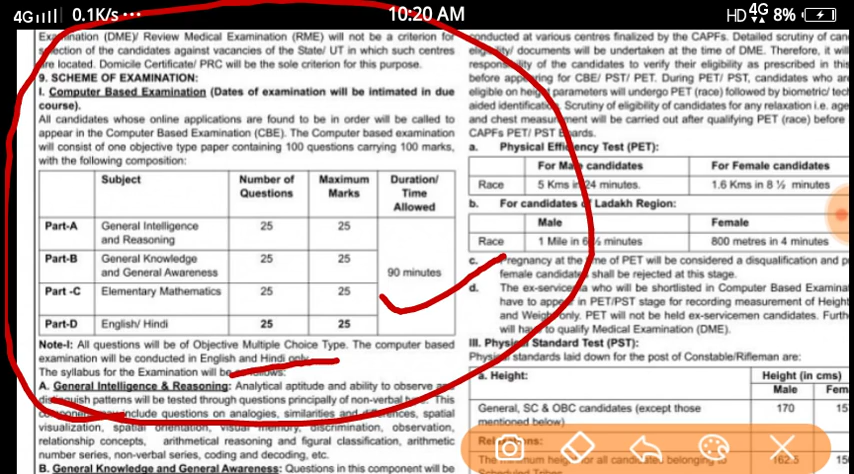 4G 0.1K/s ...
10:20 AM
HD 4G 8%
Examination (DME)/ Review Medical Examination (RME) will not be a criterion for
selection of the candidates against vacancies of the State/ UT in which such centres
are located. Domicile Certificate/ PRC will be the sole criterion for this purpose.
9. SCHEME OF EXAMINATION:
I. Computer Based Examination (Dates of examination will be intimated in due
course).
All candidates whose online applications are found to be in order will be called to
appear in the Computer Based Examination (CBE). The Computer based examination
will consist of one objective type paper containing 100 questions carrying 100 marks,
with the following composition:
Subject Number of Questions Maximum Marks Duration/ Time Allowed
Part-A General Intelligence and Reasoning 25 25
Part-B General Knowledge and General Awareness 25 25
90 minutes
Part -C Elementary Mathematics 25 25
Part-D English/ Hindi 25 25
Note-I: All questions will be of Objective Multiple Choice Type. The computer based
examination will be conducted in English and Hindi only.
The syllabus for the Examination will be as follows:
A. General Intelligence & Reasoning: Analytical aptitude and ability to observe and
distinguish patterns will be tested through questions principally of non-verbal type. This
component may include questions on analogies, similarities and differences, spatial
visualization, spatial orientation, visual memory, discrimination, observation,
relationship concepts, arithmetical reasoning and figural classification, arithmetic
number series, non-verbal series, coding and decoding, etc.
B. General Knowledge and General Awareness: Questions in this component will be
conducted at various centres finalized by the CAPFs. Detailed scrutiny of can
eligibility/ documents will be undertaken at the time of DME. Therefore, it will
responsibility of the candidates to verify their eligibility as prescribed in this
before appearing for CBE/ PST/ PET. During PET/ PST, candidates who are
eligible on height parameters will undergo PET (race) followed by biometric/ tech
aided identification. Scrutiny of eligibility of candidates for any relaxation i.e. age
and chest measurement will be carried out after qualifying PET (race) before
CAPFs PET/ PST Boards.
a. Physical Efficiency Test (PET):
For Male candidates For Female candidates
Race 5 Kms in 24 minutes. 1.6 Kms in 8 ½ minutes
b. For candidates of Ladakh Region:
Male Female
Race 1 Mile in 6 ½ minutes 800 metres in 4 minutes
c. Pregnancy at the time of PET will be considered a disqualification and p
female candidate shall be rejected at this stage.
d. The ex-servicemen who will be shortlisted in Computer Based Examina
have to appear in PET/PST stage for recording measurement of Height
and Weight only. PET will not be held ex-servicemen candidates. Furth
will have to qualify Medical Examination (DME).
III. Physical Standard Test (PST):
Physical standards laid down for the post of Constable/Rifleman are:
a. Height: Height (in cms)
Male Fem
General, SC & OBC candidates (except those mentioned below) 170 15
Relaxations:
The minimum height for all candidates belonging to 162.5 15
Scheduled Tribes